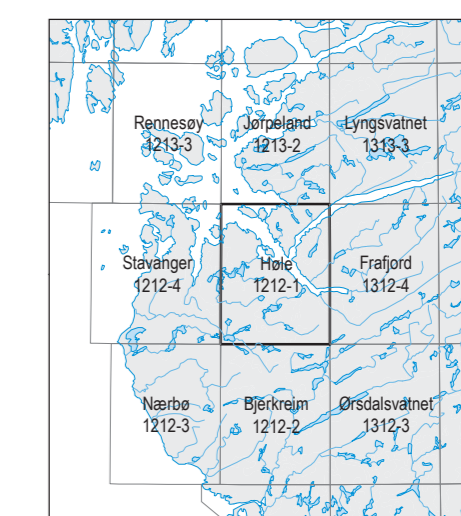 Rennesøy
1213-3
Jørpeland
1213-2
Lyngsvatnet
1313-3
Stavanger
1212-4
Høle
1212-1
Frafjord
1312-4
Nærbø
1212-3
Bjerkreim
1212-2
Ørsdalsvatnet
1312-3